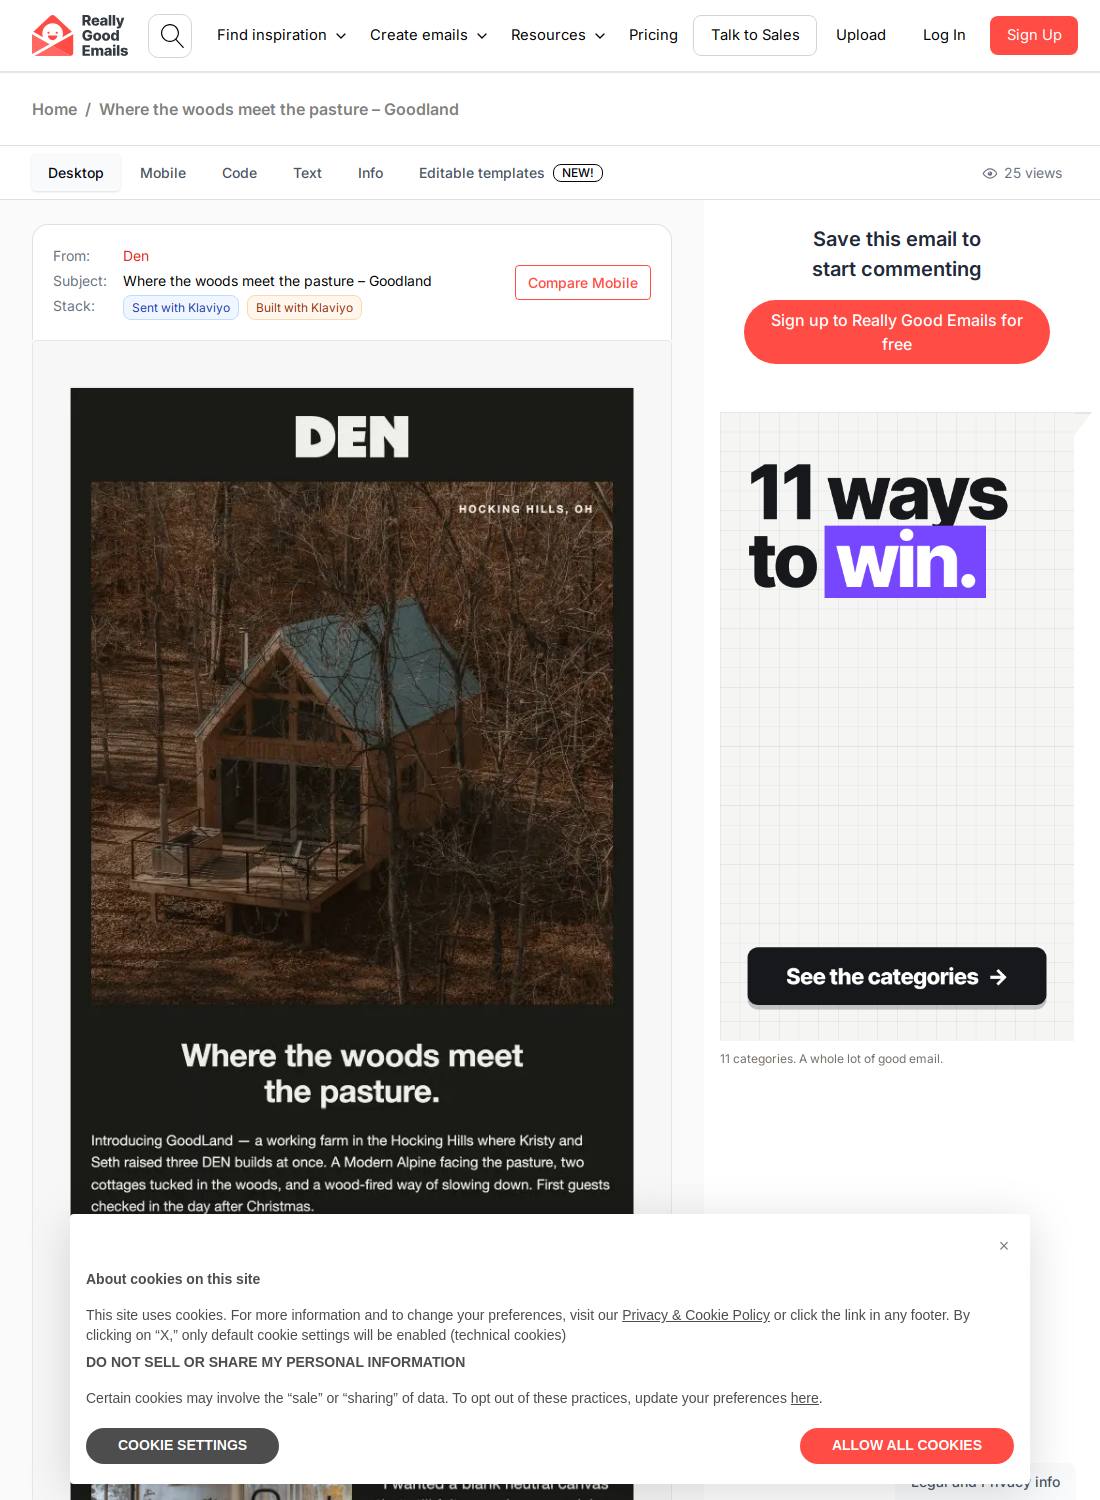 Really
Good
Emails
Find inspiration
Create emails
Resources
Pricing
Talk to Sales
Upload
Log In
Sign Up
Home / Where the woods meet the pasture – Goodland
Desktop
Mobile
Code
Text
Info
Editable templates
NEW!
25 views
From: Den
Subject: Where the woods meet the pasture – Goodland
Stack: Sent with Klaviyo Built with Klaviyo
Compare Mobile
DEN
HOCKING HILLS, OH
Where the woods meet
the pasture.
Introducing GoodLand — a working farm in the Hocking Hills where Kristy and
Seth raised three DEN builds at once. A Modern Alpine facing the pasture, two
cottages tucked in the woods, and a wood-fired way of slowing down. First guests
checked in the day after Christmas.
Save this email to
start commenting
Sign up to Really Good Emails for
free
11 ways
to win.
See the categories →
11 categories. A whole lot of good email.
×
About cookies on this site
This site uses cookies. For more information and to change your preferences, visit our Privacy & Cookie Policy or click the link in any footer. By
clicking on “X,” only default cookie settings will be enabled (technical cookies)
DO NOT SELL OR SHARE MY PERSONAL INFORMATION
Certain cookies may involve the “sale” or “sharing” of data. To opt out of these practices, update your preferences here.
COOKIE SETTINGS
ALLOW ALL COOKIES
I wanted a blank neutral canvas
Legal and Privacy info